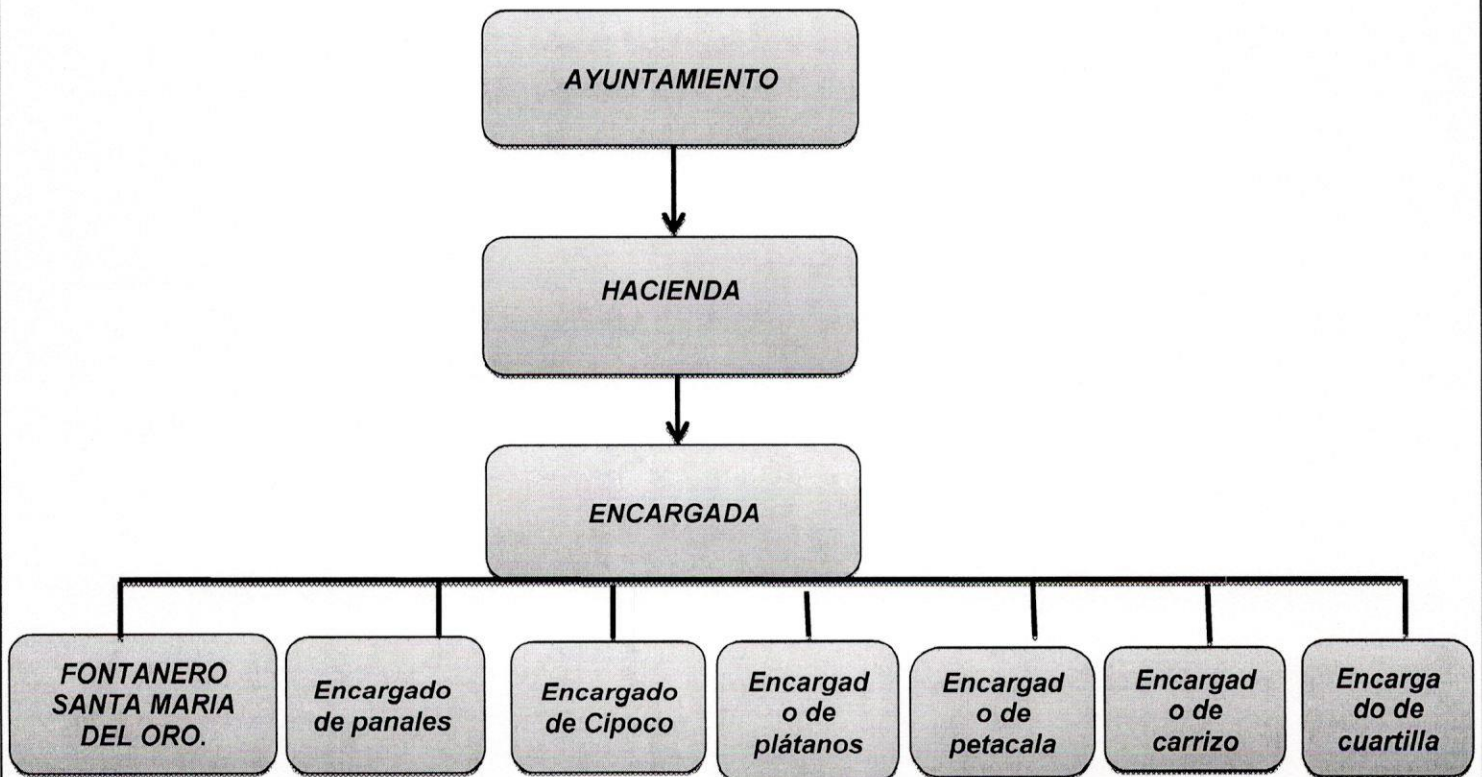 AYUNTAMIENTO
HACIENDA
ENCARGADA
FONTANERO
SANTA MARIA
DEL ORO.
Encargado
de panales
Encargado
de Cipoco
Encargad
o de
plátanos
Encargad
o de
petacala
Encargad
o de
carrizo
Encarga
do de
cuartilla